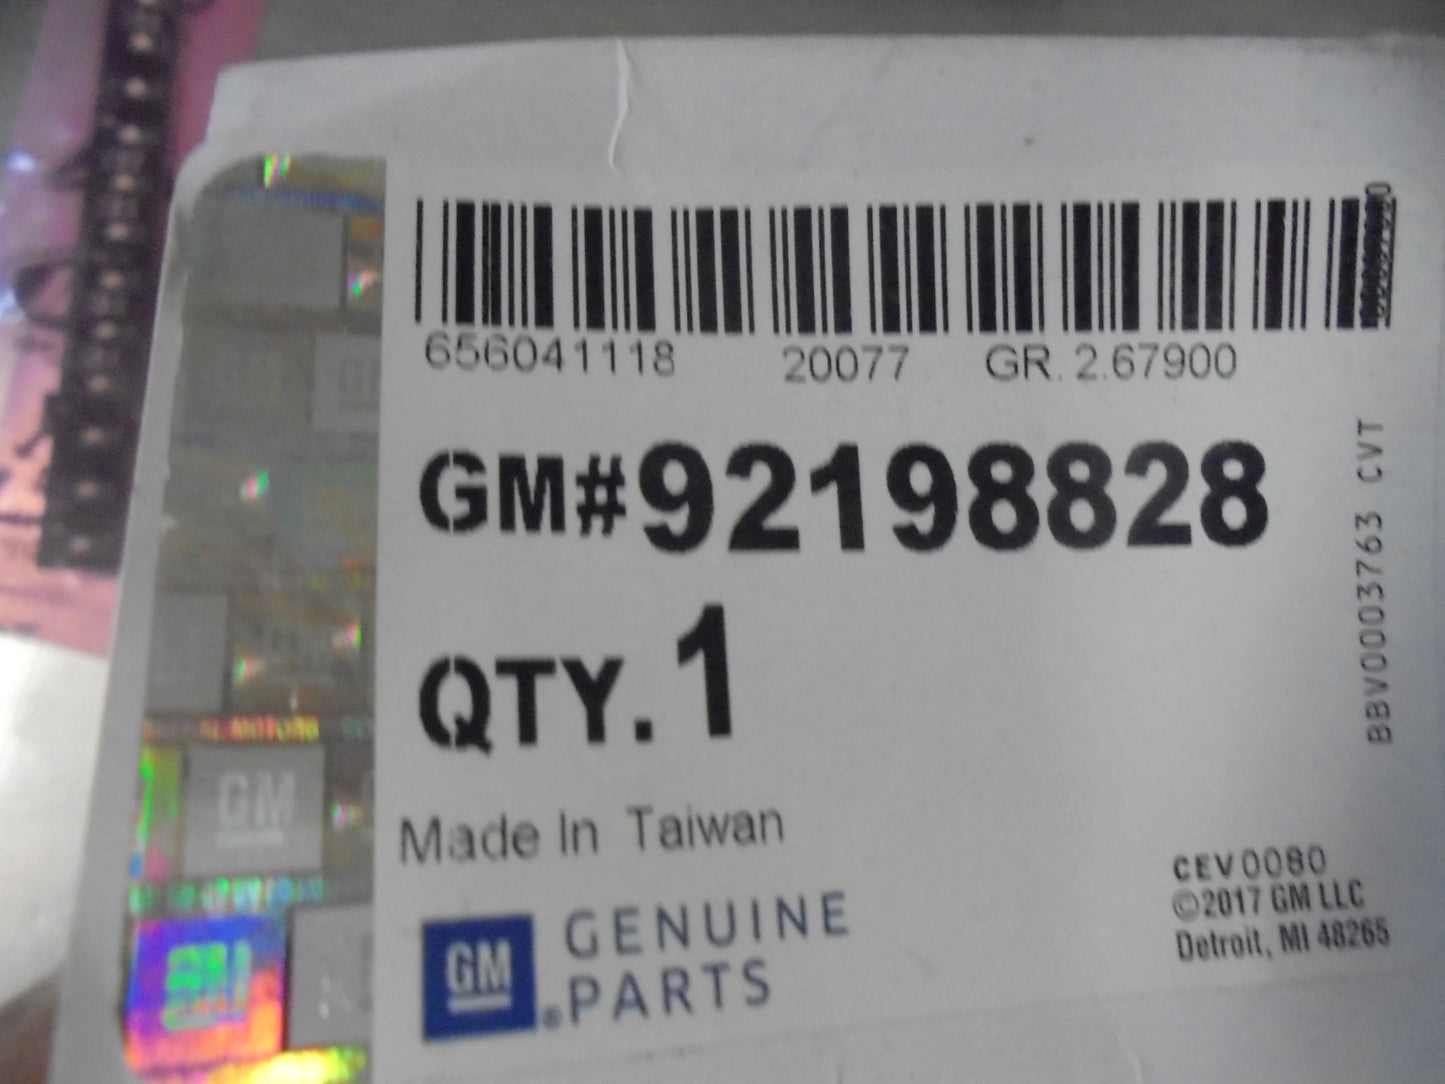 656041118 20077 GR. 2.67900
GM#92198828
QTY. 1
Made In Taiwan
GM GENUINE
PARTS
CEV0080
©2017 GM LLC
Detroit, MI 48265
BBV0003763 CVT
GM